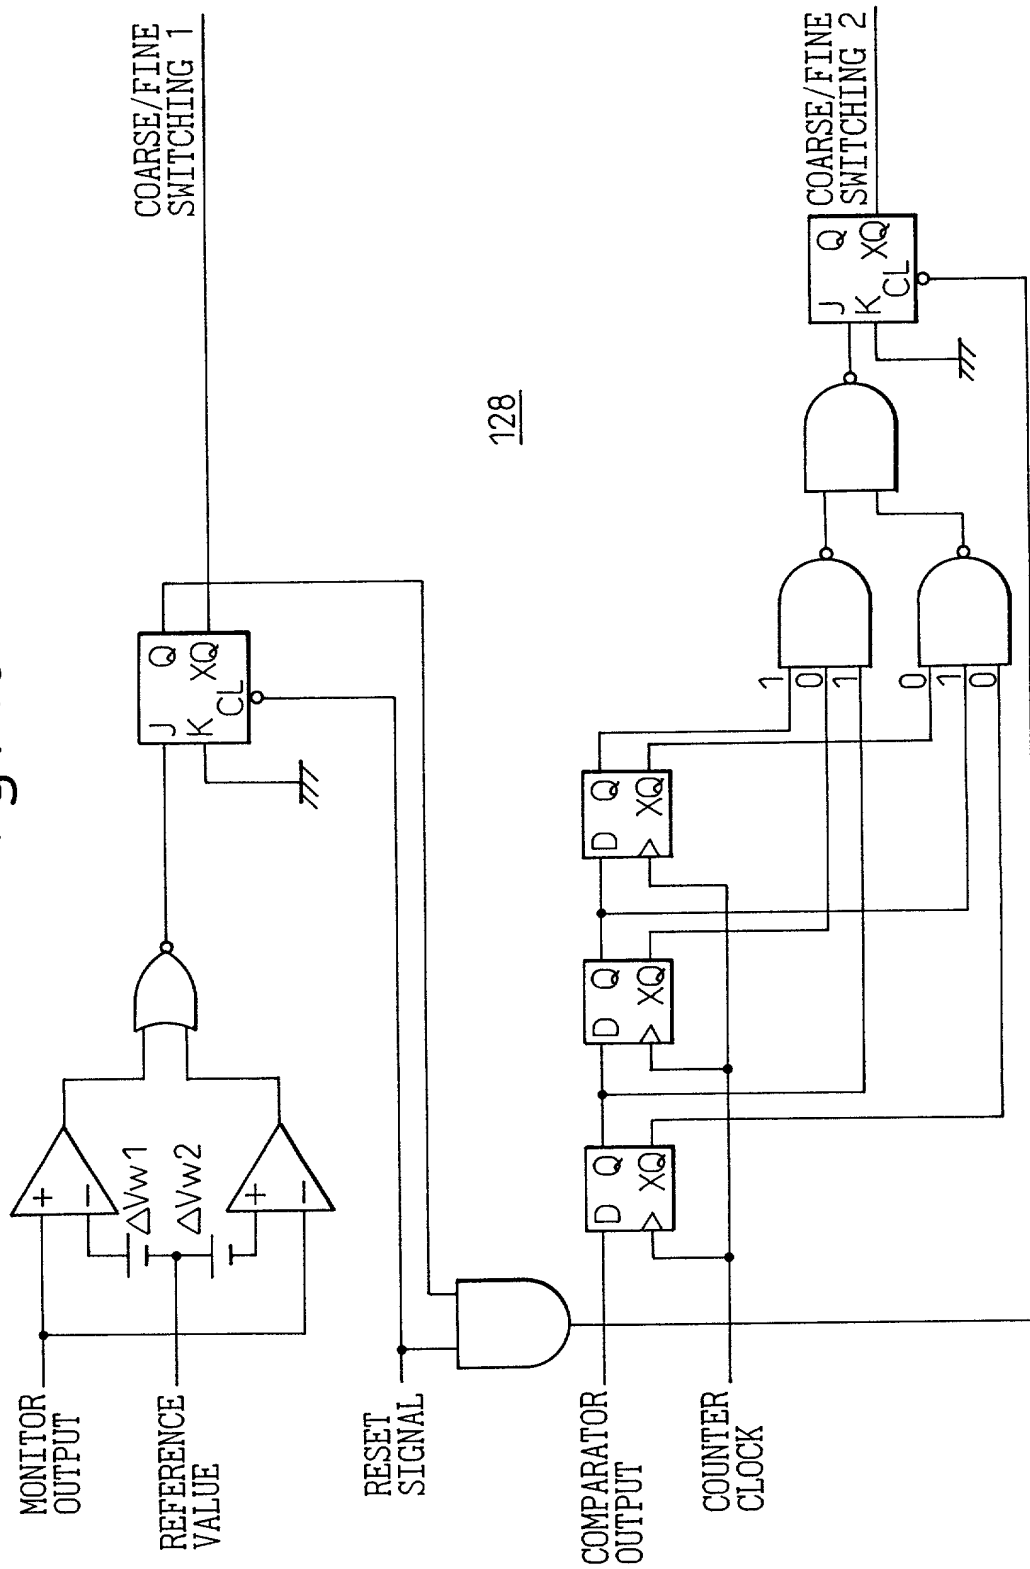 MONITOR
OUTPUT
REFERENCE
VALUE
+
−
ΔVw1
ΔVw2
+
−
J
K
Q
XQ
CL
COARSE/FINE
SWITCHING 1
RESET
SIGNAL
128
COMPARATOR
OUTPUT
COUNTER
CLOCK
D
Q
XQ
D
Q
XQ
D
Q
XQ
1
0
1
0
1
0
J
K
Q
XQ
CL
COARSE/FINE
SWITCHING 2